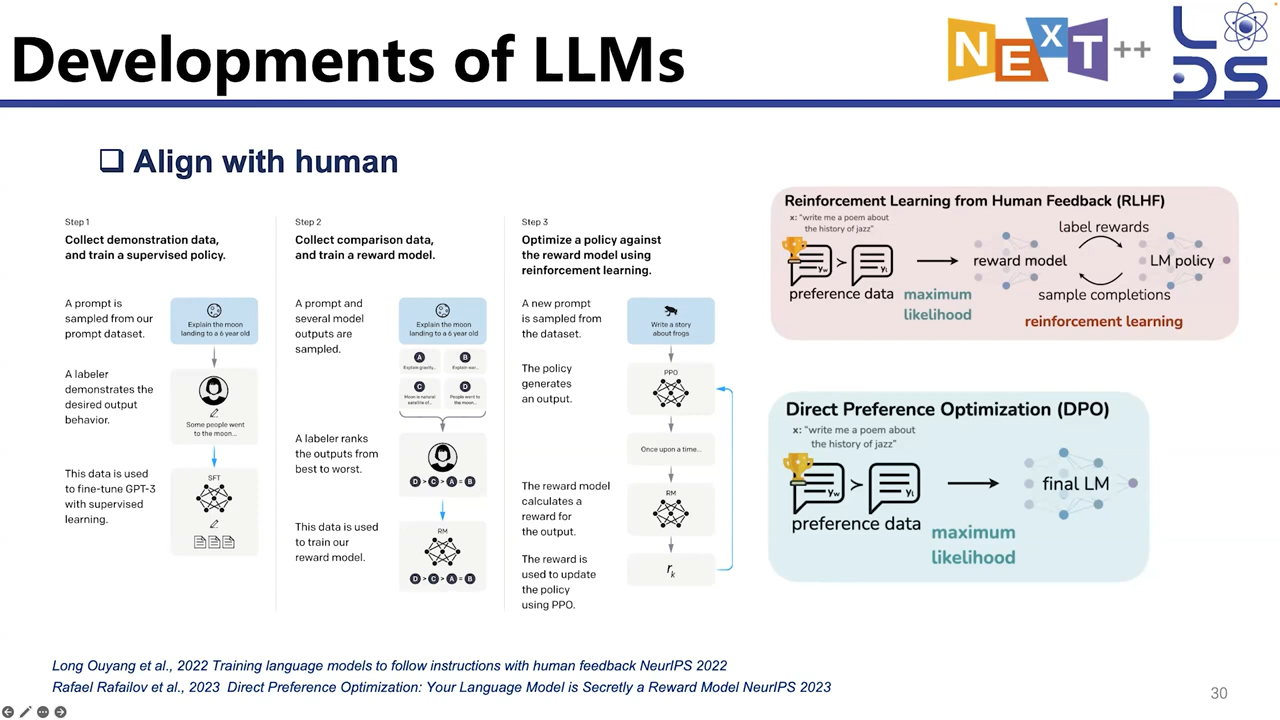 Developments of LLMs
NExT++
LDS
❑ Align with human
Step 1
Collect demonstration data,
and train a supervised policy.
A prompt is
sampled from our
prompt dataset.
Explain the moon
landing to a 6 year old
A labeler
demonstrates the
desired output
behavior.
Some people went
to the moon...
This data is used
to fine-tune GPT-3
with supervised
learning.
SFT
Step 2
Collect comparison data,
and train a reward model.
A prompt and
several model
outputs are
sampled.
Explain the moon
landing to a 6 year old
A
Explain gravity...
B
Explain war...
C
Moon is natural
satellite of...
D
People went to
the moon...
A labeler ranks
the outputs from
best to worst.
D > C > A = B
This data is used
to train our
reward model.
RM
D > C > A = B
Step 3
Optimize a policy against
the reward model using
reinforcement learning.
A new prompt
is sampled from
the dataset.
Write a story
about frogs
The policy
generates
an output.
PPO
Once upon a time...
The reward model
calculates a
reward for
the output.
RM
The reward is
used to update
the policy
using PPO.
rk
Reinforcement Learning from Human Feedback (RLHF)
x: "write me a poem about
the history of jazz"
yw > yl
preference data
maximum
likelihood
label rewards
reward model
LM policy
sample completions
reinforcement learning
Direct Preference Optimization (DPO)
x: "write me a poem about
the history of jazz"
yw > yl
preference data
maximum
likelihood
final LM
Long Ouyang et al., 2022 Training language models to follow instructions with human feedback NeurIPS 2022
Rafael Rafailov et al., 2023 Direct Preference Optimization: Your Language Model is Secretly a Reward Model NeurIPS 2023
30